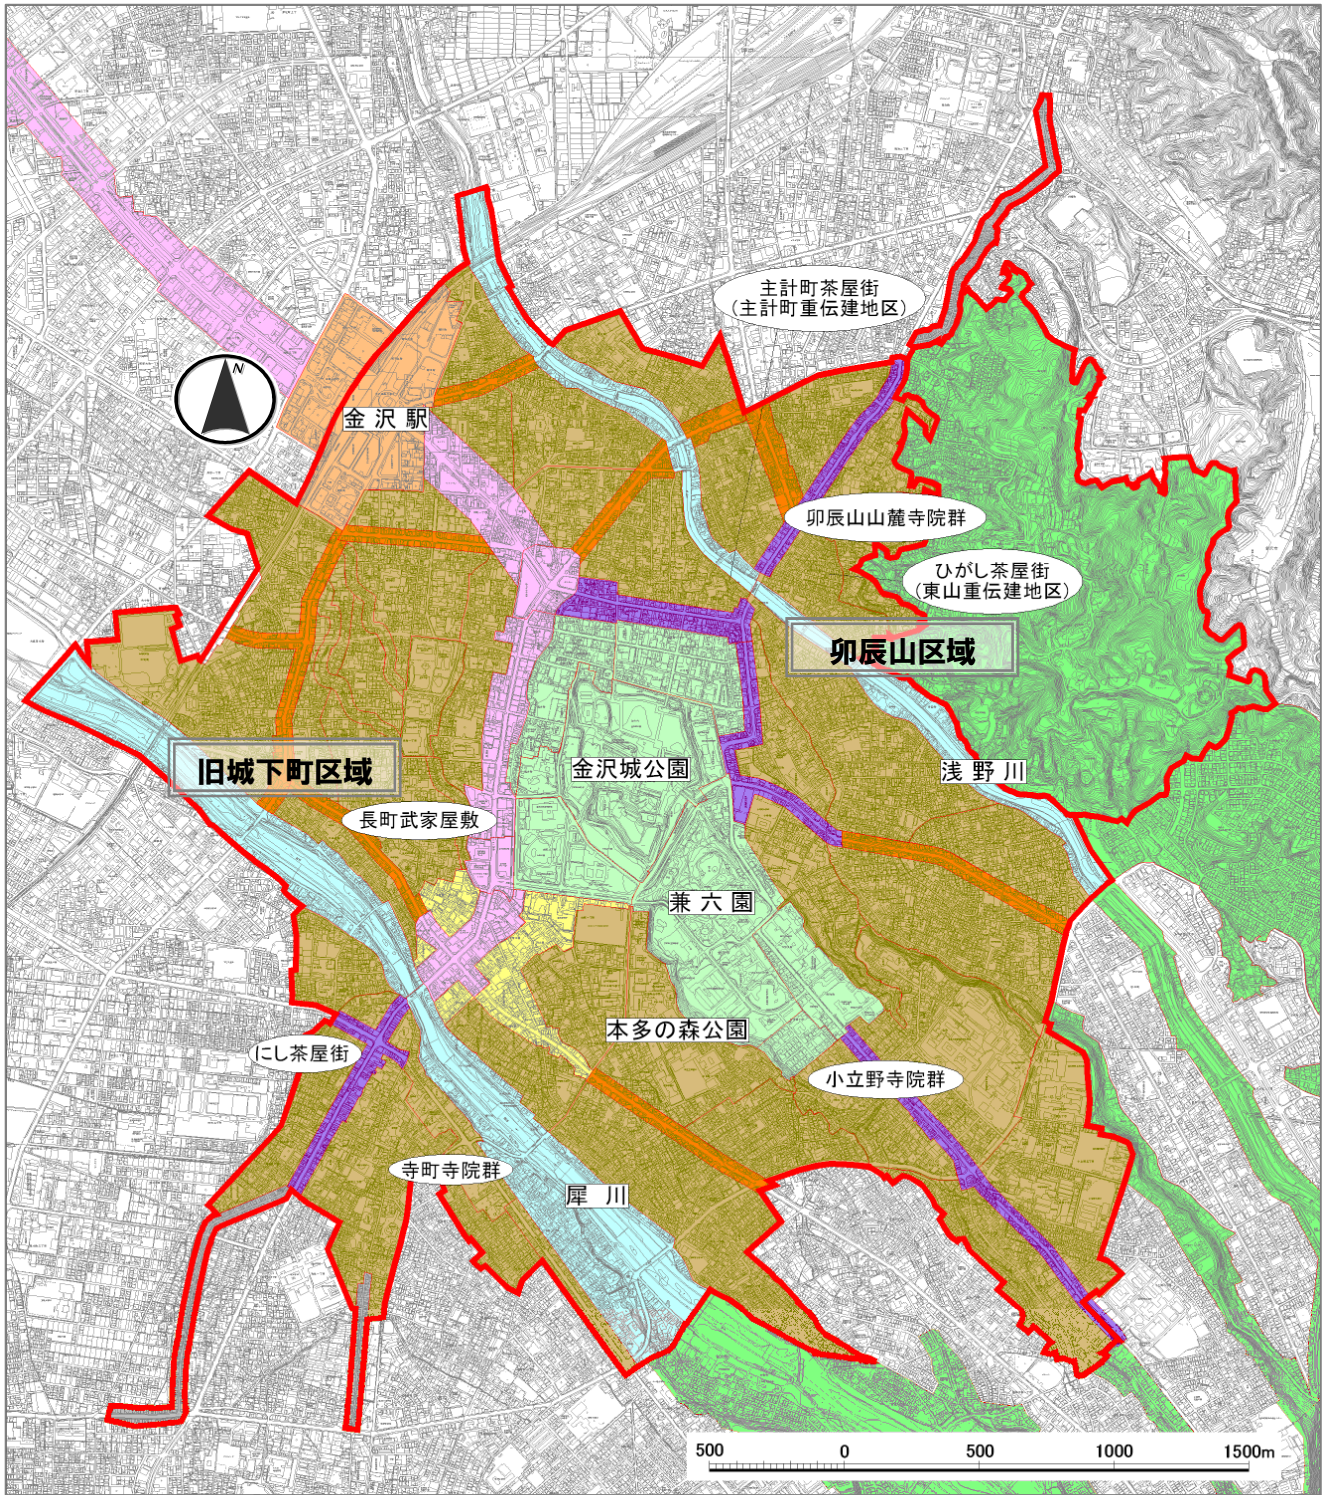 主計町茶屋街
(主計町重伝建地区)
N
金沢駅
卯辰山山麓寺院群
ひがし茶屋街
(東山重伝建地区)
卯辰山区域
旧城下町区域
金沢城公園
浅野川
長町武家屋敷
兼六園
本多の森公園
にし茶屋街
小立野寺院群
寺町寺院群
犀川
500 0 500 1000 1500m